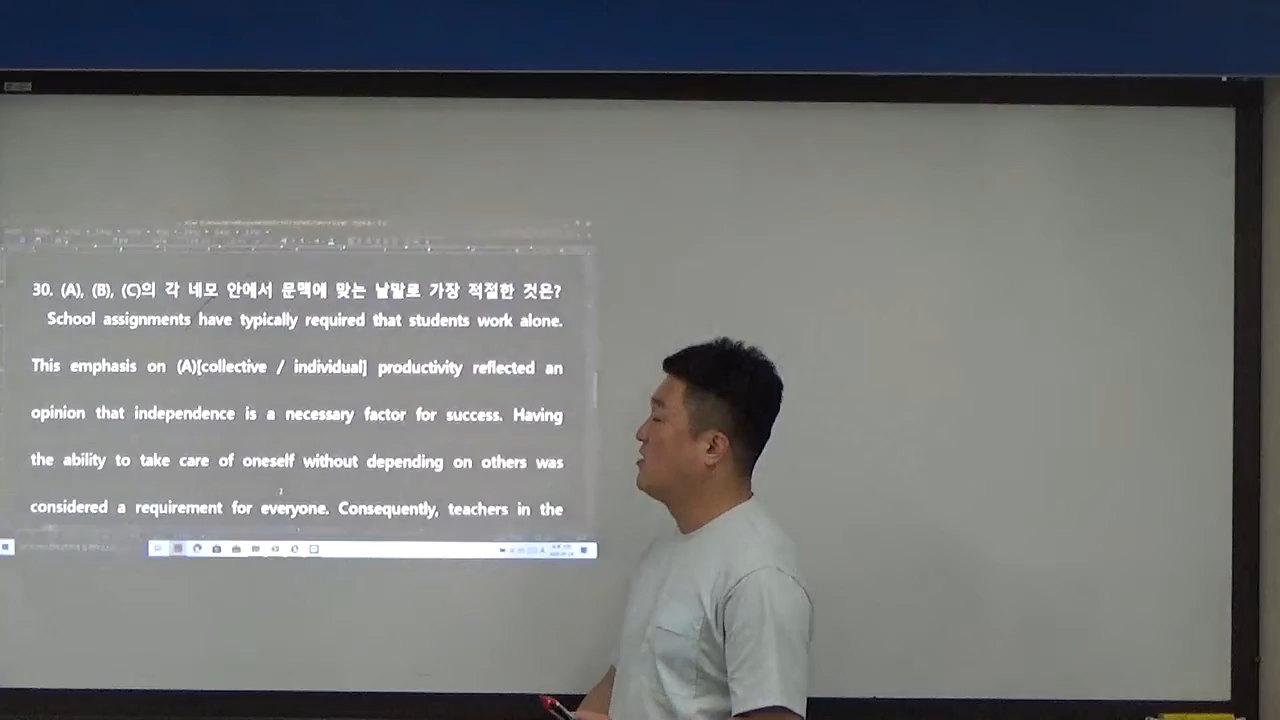 30. (A), (B), (C)의 각 네모 안에서 문맥에 맞는 낱말로 가장 적절한 것은?
School assignments have typically required that students work alone.
This emphasis on (A)[collective / individual] productivity reflected an
opinion that independence is a necessary factor for success. Having
the ability to take care of oneself without depending on others was
considered a requirement for everyone. Consequently, teachers in the